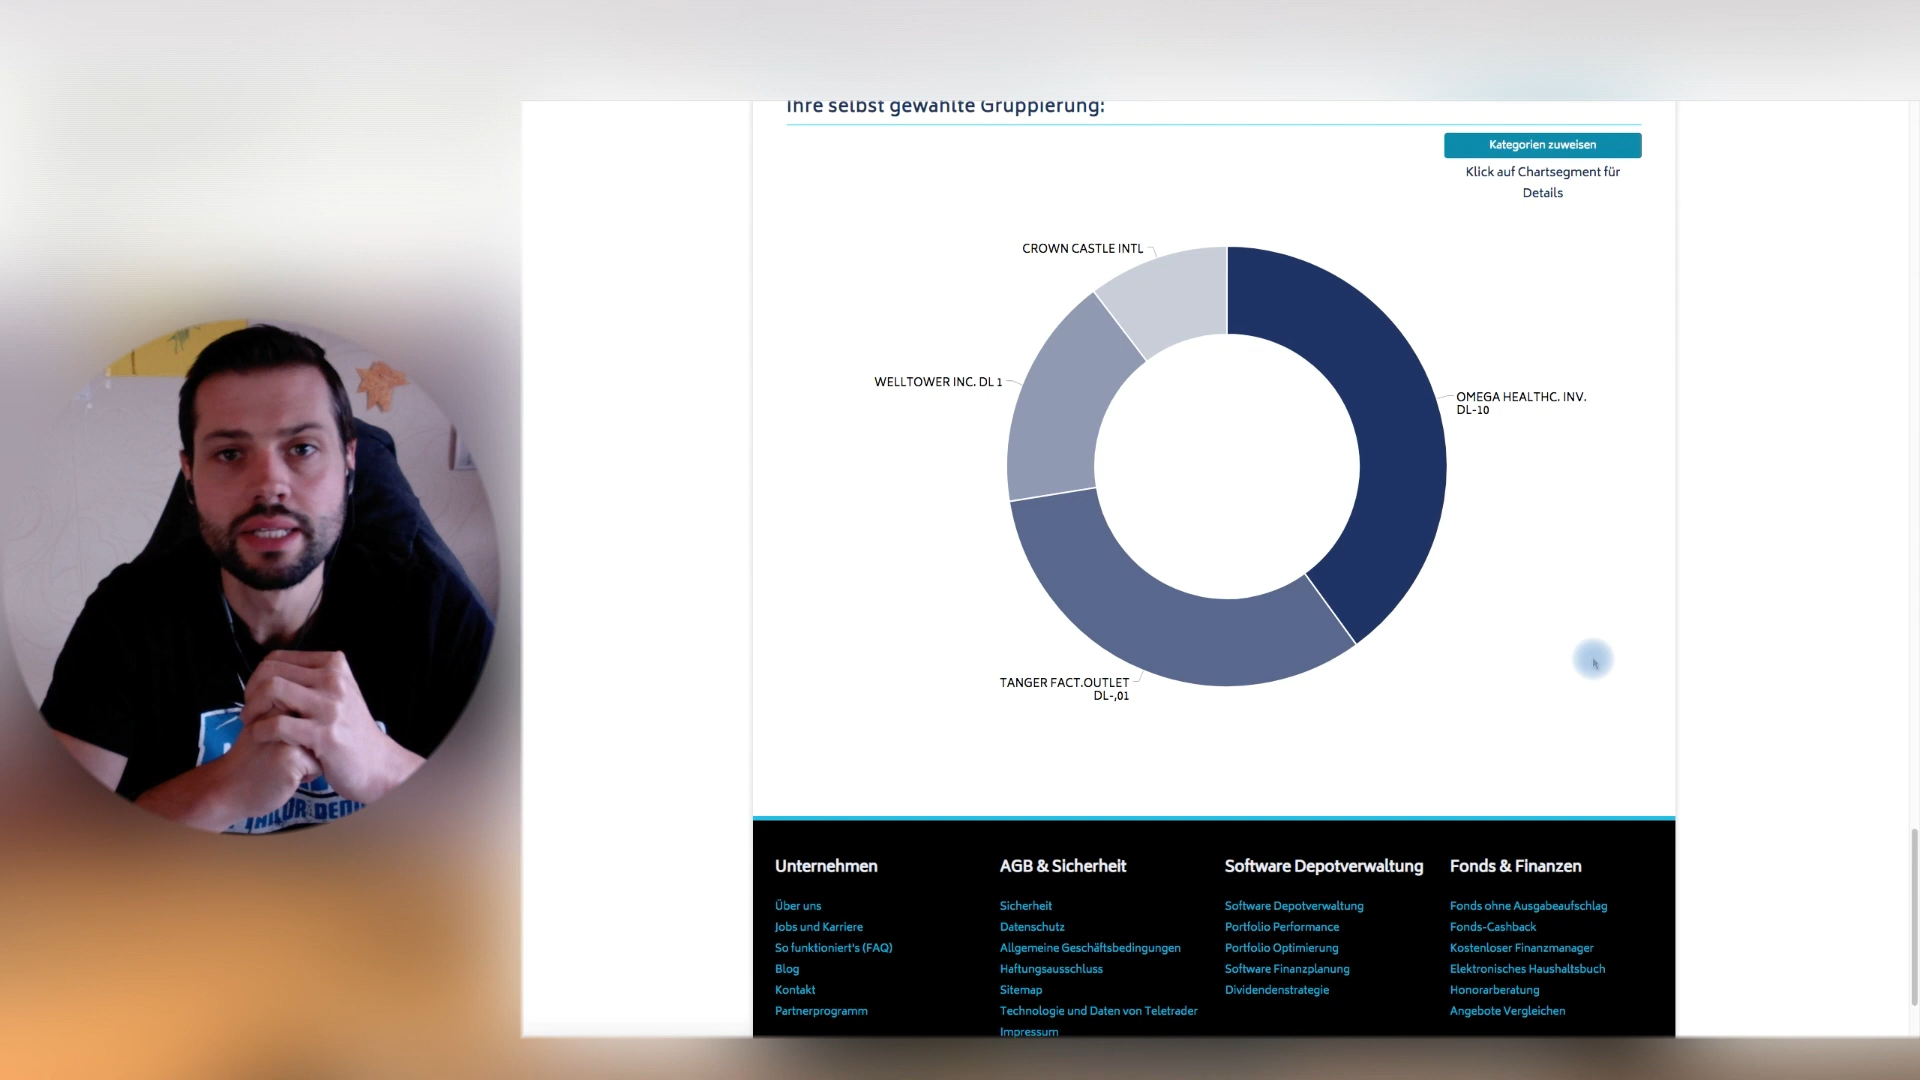 Ihre selbst gewählte Gruppierung:
Kategorien zuweisen
Klick auf Chartsegment für
Details
CROWN CASTLE INTL
WELLTOWER INC. DL 1
OMEGA HEALTHC. INV.
DL-10
TANGER FACT.OUTLET
DL-,01
Unternehmen
Über uns
Jobs und Karriere
So funktioniert's (FAQ)
Blog
Kontakt
Partnerprogramm
AGB & Sicherheit
Sicherheit
Datenschutz
Allgemeine Geschäftsbedingungen
Haftungsausschluss
Sitemap
Technologie und Daten von Teletrader
Impressum
Software Depotverwaltung
Software Depotverwaltung
Portfolio Performance
Portfolio Optimierung
Software Finanzplanung
Dividendenstrategie
Fonds & Finanzen
Fonds ohne Ausgabeaufschlag
Fonds-Cashback
Kostenloser Finanzmanager
Elektronisches Haushaltsbuch
Honorarberatung
Angebote Vergleichen